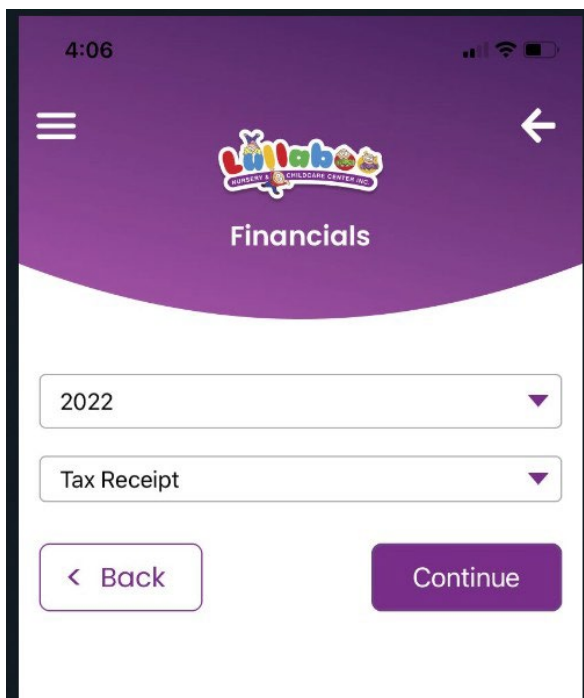 4:06
Lullaboo
NURSERY & CHILDCARE CENTER INC.
Financials
2022
Tax Receipt
< Back
Continue